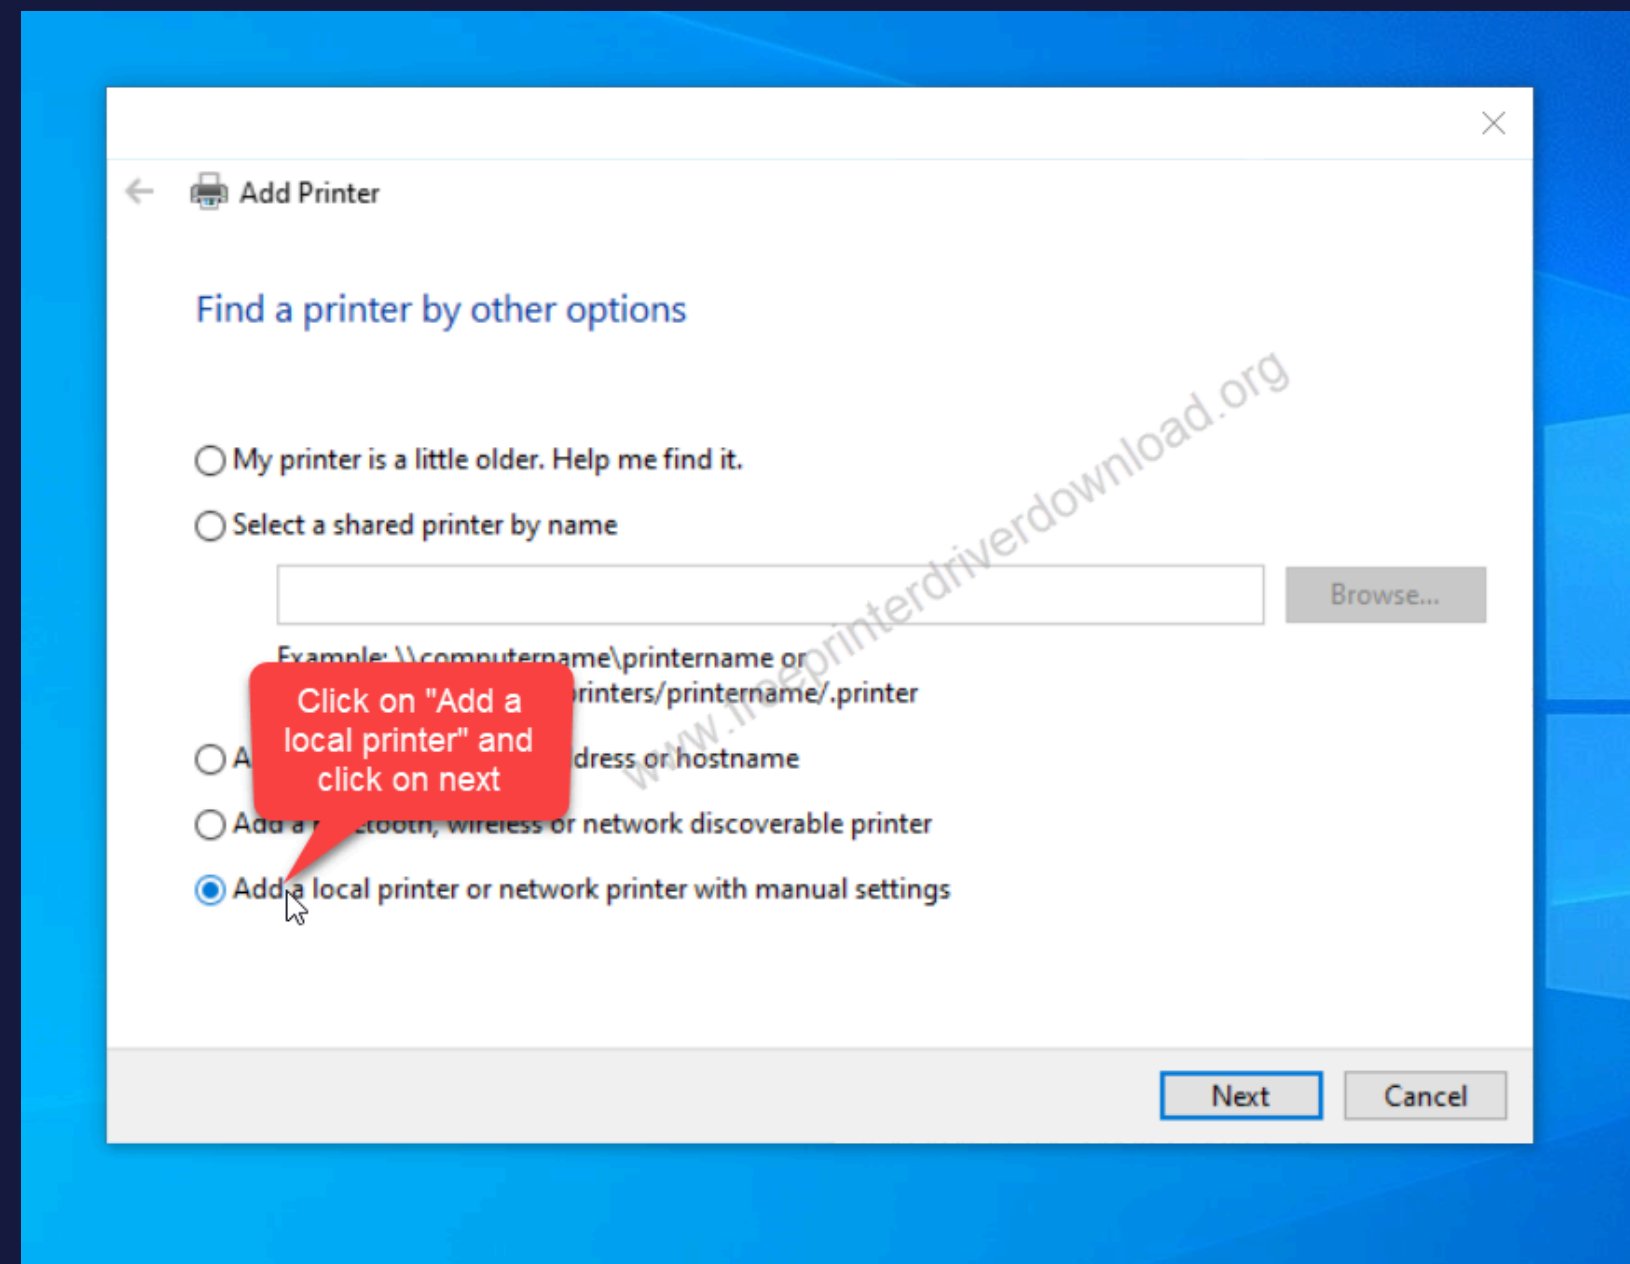 Add Printer
Find a printer by other options
My printer is a little older. Help me find it.
Select a shared printer by name
Browse...
Example: \\computername\printername or
printers/printername/.printer
Click on "Add a
local printer" and
click on next
A dress or hostname
Add a bluetooth, wireless or network discoverable printer
Add a local printer or network printer with manual settings
www.freeprinterdriverdownload.org
Next
Cancel